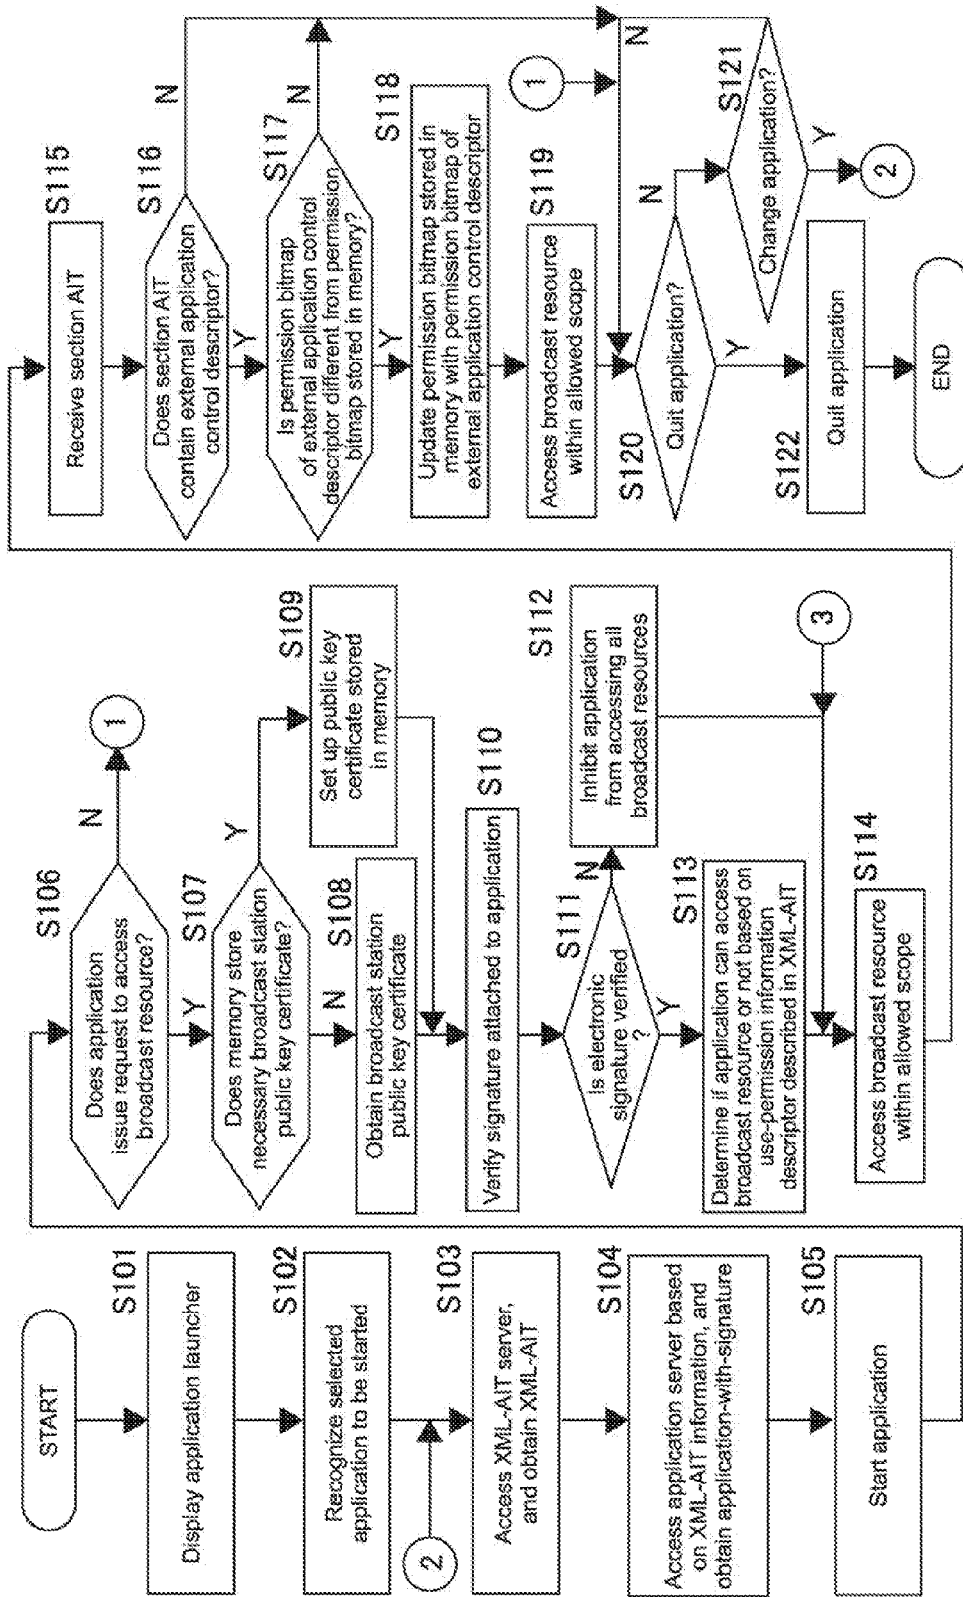 START
S101
Display application launcher
S102
Recognize selected
application to be started
2
S103
Access XML-AIT server,
and obtain XML-AIT
S104
Access application server based
on XML-AIT information, and
obtain application-with-signature
S105
Start application
S106
Does application
issue request to access
broadcast resource?
N
1
Y
S107
Does memory store
necessary broadcast station
public key certificate?
Y
S109
Set up public key
certificate stored
in memory
N
S108
Obtain broadcast station
public key certificate
S110
Verify signature attached to application
S111
Is electronic
signature verified
?
N
S112
Inhibit application
from accessing all
broadcast resources
Y
S113
Determine if application can access
broadcast resource or not based on
use-permission information
descriptor described in XML-AIT
3
S114
Access broadcast resource
within allowed scope
S115
Receive section AIT
S116
Does section AIT
contain external application
control descriptor?
N
Y
S117
Is permission bitmap
of external application control
descriptor different from permission
bitmap stored in memory?
N
Y
S118
Update permission bitmap stored in
memory with permission bitmap of
external application control descriptor
S119
Access broadcast resource
within allowed scope
1
N
S120
Quit application?
N
S121
Change application?
Y
2
Y
S122
Quit application
END